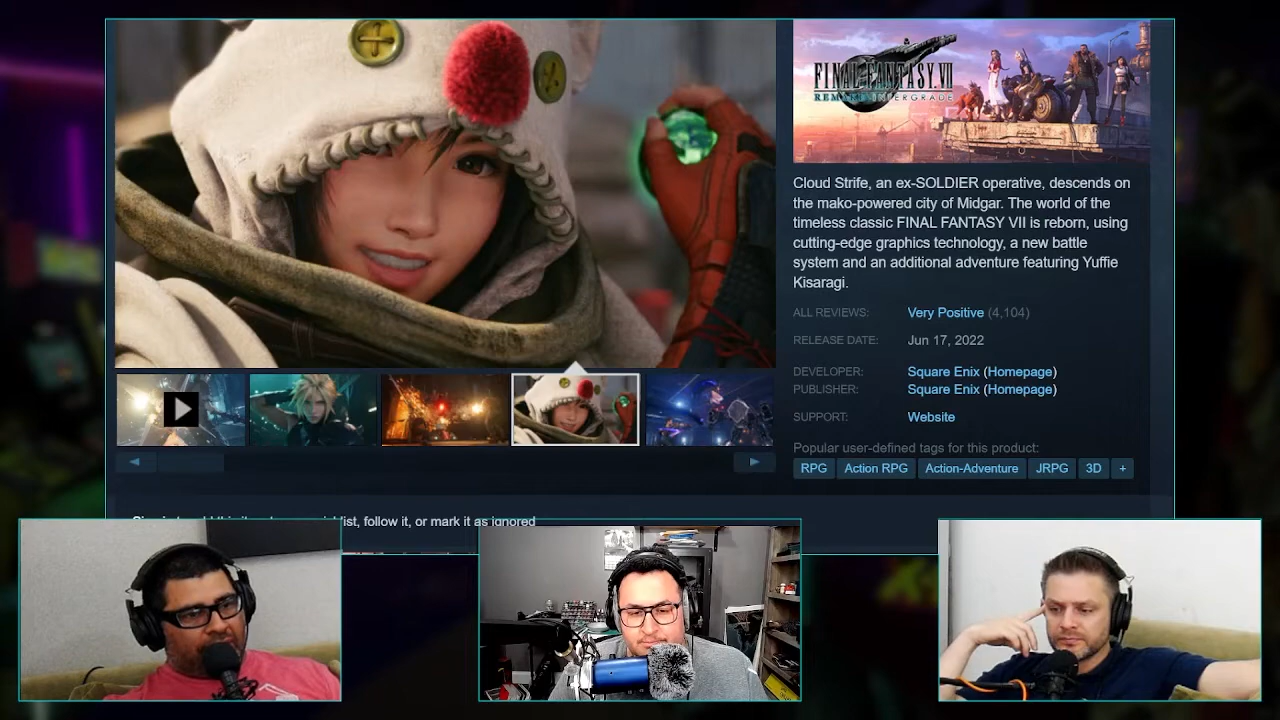 FINAL FANTASY VII
REMAKE INTERGRADE
Cloud Strife, an ex-SOLDIER operative, descends on
the mako-powered city of Midgar. The world of the
timeless classic FINAL FANTASY VII is reborn, using
cutting-edge graphics technology, a new battle
system and an additional adventure featuring Yuffie
Kisaragi.
ALL REVIEWS: Very Positive (4,104)
RELEASE DATE: Jun 17, 2022
DEVELOPER: Square Enix (Homepage)
PUBLISHER: Square Enix (Homepage)
SUPPORT: Website
Popular user-defined tags for this product:
RPG Action RPG Action-Adventure JRPG 3D +
follow it, or mark it as ignored